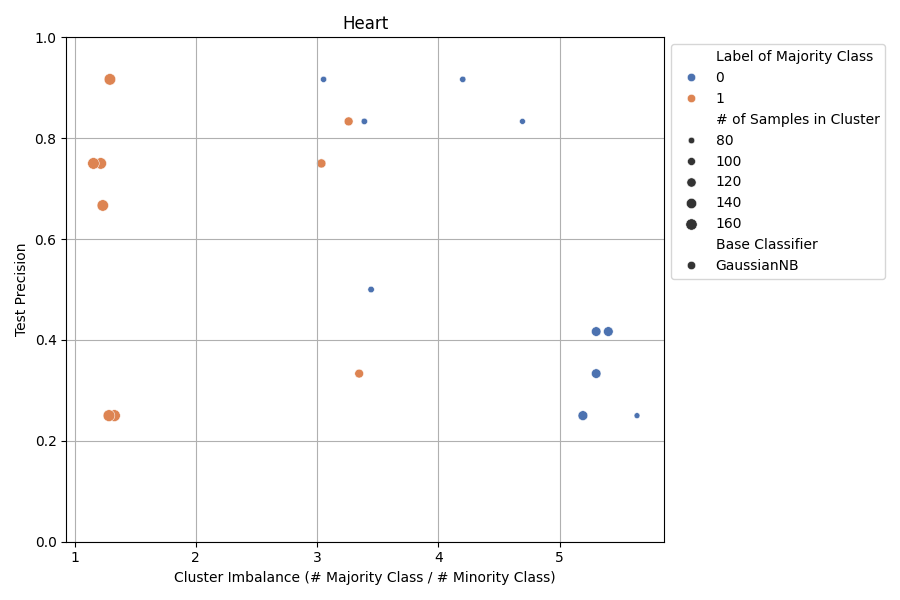 Heart
1.0
0.8
0.6
0.4
0.2
0.0
Test Precision
1 2 3 4 5
Cluster Imbalance (# Majority Class / # Minority Class)
Label of Majority Class
0
1
# of Samples in Cluster
80
100
120
140
160
Base Classifier
GaussianNB